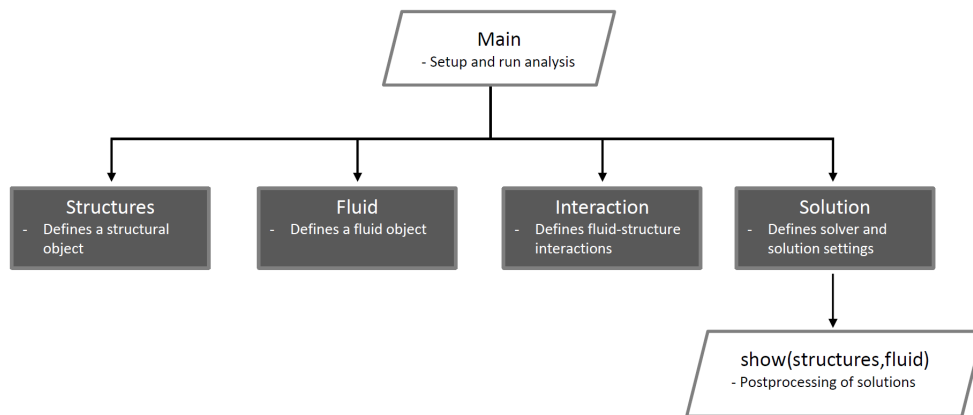 Main
- Setup and run analysis
Structures
- Defines a structural
object
Fluid
- Defines a fluid object
Interaction
- Defines fluid-structure
interactions
Solution
- Defines solver and
solution settings
show(structures,fluid)
- Postprocessing of solutions